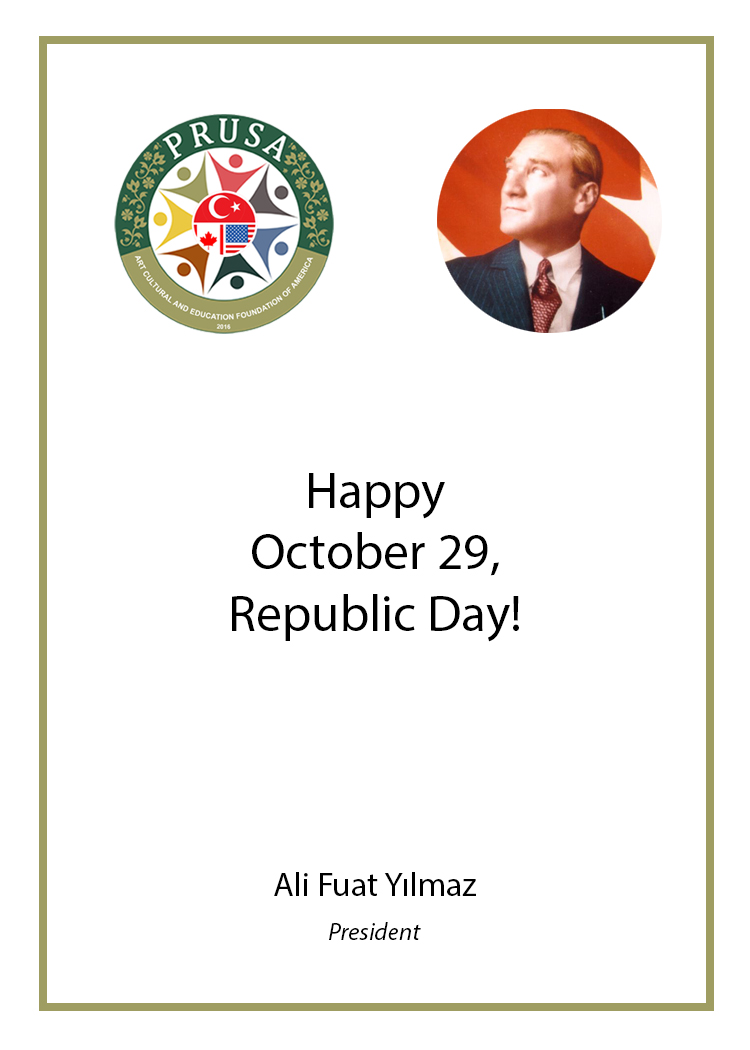 PRUSA
ART CULTURAL AND EDUCATION FOUNDATION OF AMERICA
2016
Happy
October 29,
Republic Day!
Ali Fuat Yılmaz
President